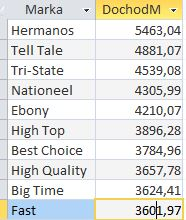 Marka DochodM
Hermanos 5463,04
Tell Tale 4881,07
Tri-State 4539,08
Nationeel 4305,99
Ebony 4210,07
High Top 3896,28
Best Choice 3784,96
High Quality 3657,78
Big Time 3624,41
Fast 3601,97